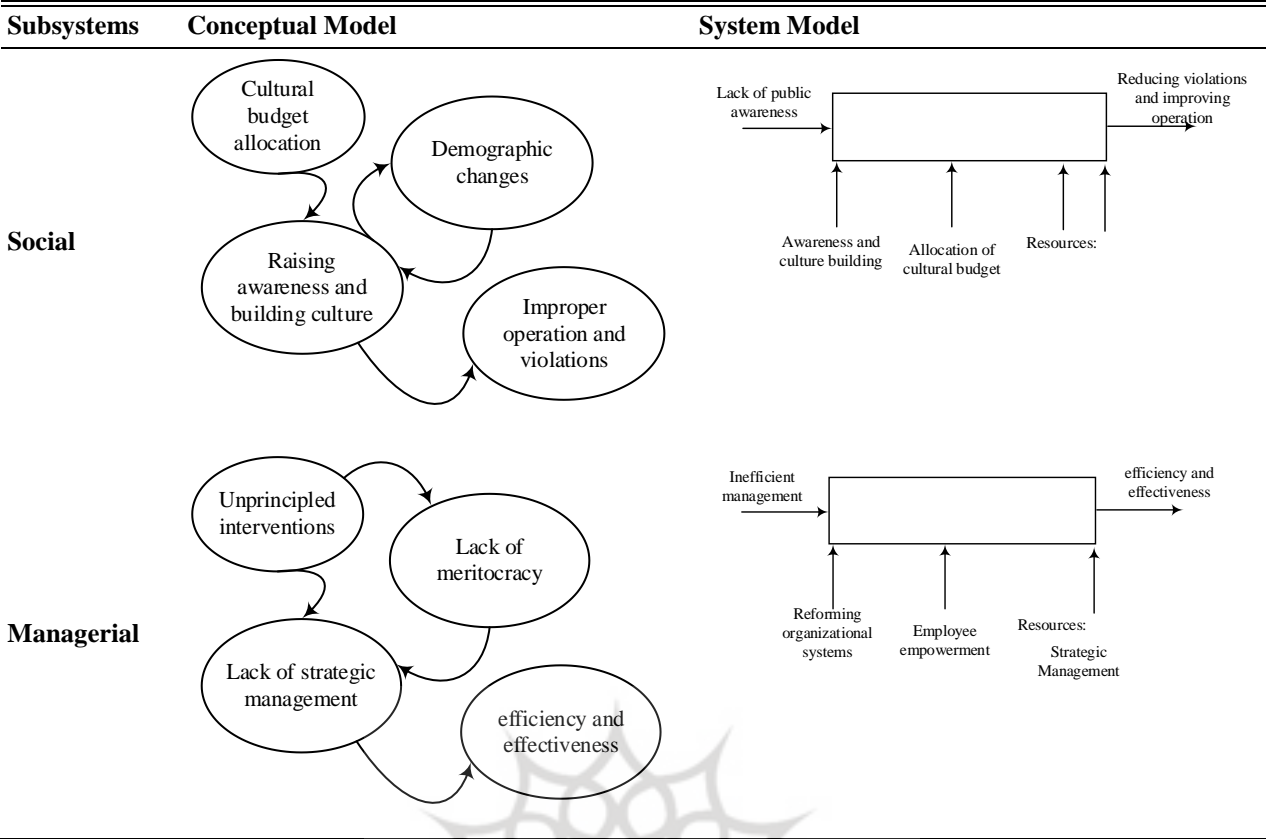 Subsystems Conceptual Model System Model
Social
Cultural
budget
allocation
Demographic
changes
Raising
awareness and
building culture
Improper
operation and
violations
Lack of public
awareness
Reducing violations
and improving
operation
Awareness and
culture building
Allocation of
cultural budget
Resources:
Managerial
Unprincipled
interventions
Lack of
meritocracy
Lack of strategic
management
efficiency and
effectiveness
Inefficient
management
efficiency and
effectiveness
Reforming
organizational
systems
Employee
empowerment
Resources:
Strategic
Management